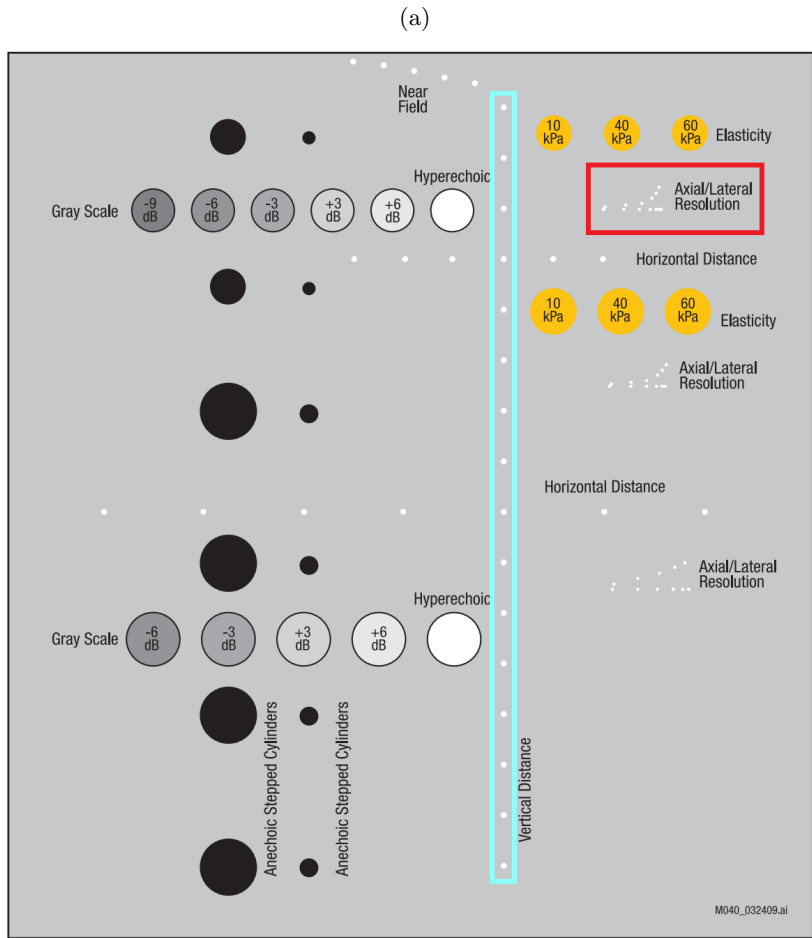 (a)
Near
Field
10
kPa
40
kPa
60
kPa
Elasticity
Hyperechoic
Gray Scale
-9
dB
-6
dB
-3
dB
+3
dB
+6
dB
Axial/Lateral
Resolution
Horizontal Distance
10
kPa
40
kPa
60
kPa
Elasticity
Axial/Lateral
Resolution
Horizontal Distance
Axial/Lateral
Resolution
Hyperechoic
Gray Scale
-6
dB
-3
dB
+3
dB
+6
dB
Anechoic Stepped Cylinders
Anechoic Stepped Cylinders
Vertical Distance
M040_032409.ai